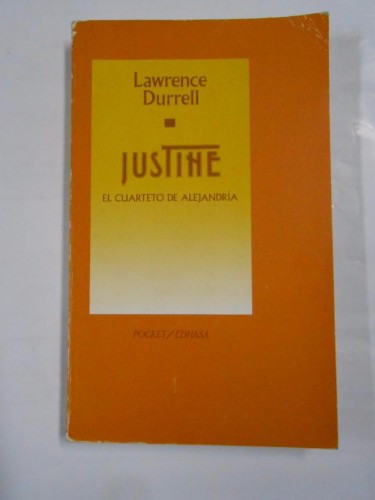 Lawrence
Durrell
JUSTINE
EL CUARTETO DE ALEJANDRÍA
POCKET/EDHASA